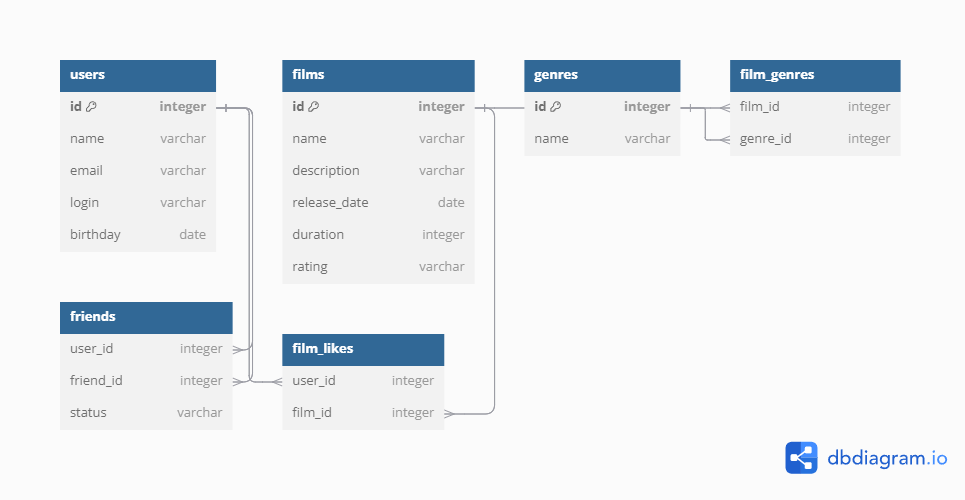 users
id integer
name varchar
email varchar
login varchar
birthday date
films
id integer
name varchar
description varchar
release_date date
duration integer
rating varchar
genres
id integer
name varchar
film_genres
film_id integer
genre_id integer
friends
user_id integer
friend_id integer
status varchar
film_likes
user_id integer
film_id integer
dbdiagram.io